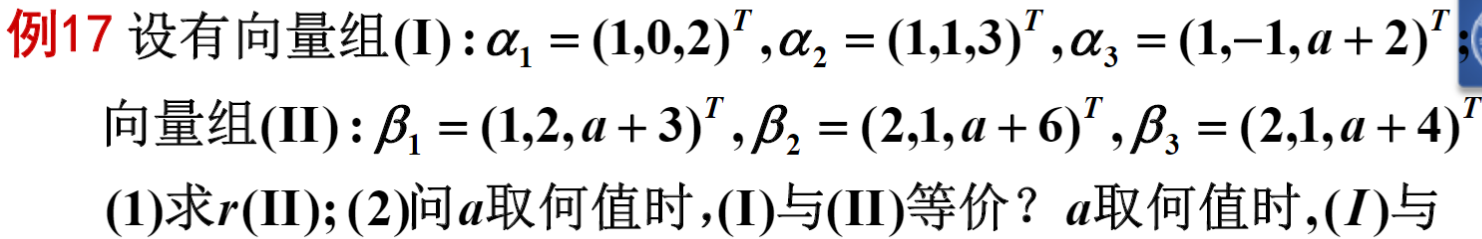 例17 设有向量组(I):α₁ = (1,0,2)ᵀ,α₂ = (1,1,3)ᵀ,α₃ = (1,−1,a + 2)ᵀ;
向量组(II):β₁ = (1,2,a + 3)ᵀ,β₂ = (2,1,a + 6)ᵀ,β₃ = (2,1,a + 4)ᵀ
(1)求r(II);(2)问a取何值时,(I)与(II)等价？a取何值时,(I)与